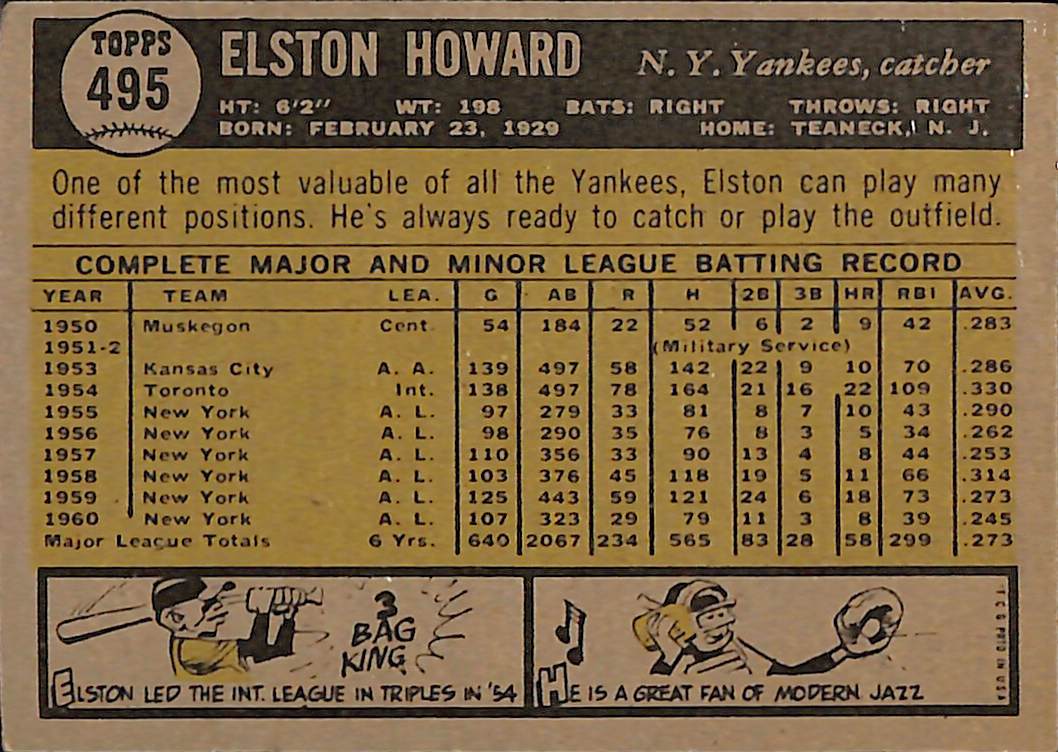 TOPPS
495
ELSTON HOWARD
N. Y. Yankees, catcher
HT: 6'2" WT: 198 BATS: RIGHT THROWS: RIGHT
BORN: FEBRUARY 23, 1929 HOME: TEANECK, N. J.
One of the most valuable of all the Yankees, Elston can play many
different positions. He's always ready to catch or play the outfield.
COMPLETE MAJOR AND MINOR LEAGUE BATTING RECORD
YEAR TEAM LEA. G AB R H 2B 3B HR RBI AVG.
1950 Muskegon Cent. 54 184 22 52 6 2 9 42 .283
1951-2 (Military Service)
1953 Kansas City A. A. 139 497 58 142 22 9 10 70 .286
1954 Toronto Int. 138 497 78 164 21 16 22 109 .330
1955 New York A. L. 97 279 33 81 8 7 10 43 .290
1956 New York A. L. 98 290 35 76 8 3 5 34 .262
1957 New York A. L. 110 356 33 90 13 4 8 44 .253
1958 New York A. L. 103 376 45 118 19 5 11 66 .314
1959 New York A. L. 125 443 59 121 24 6 18 73 .273
1960 New York A. L. 107 323 29 79 11 3 8 39 .245
Major League Totals 6 Yrs. 640 2067 234 565 83 28 58 299 .273
3
BAG
KING
ELSTON LED THE INT. LEAGUE IN TRIPLES IN '54
HE IS A GREAT FAN OF MODERN JAZZ
T. C. G. PRTD IN U.S.A.